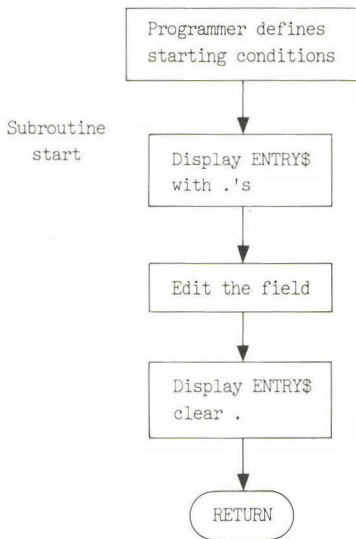 Programmer defines
starting conditions
Subroutine
start
Display ENTRY$
with .'s
Edit the field
Display ENTRY$
clear .
RETURN